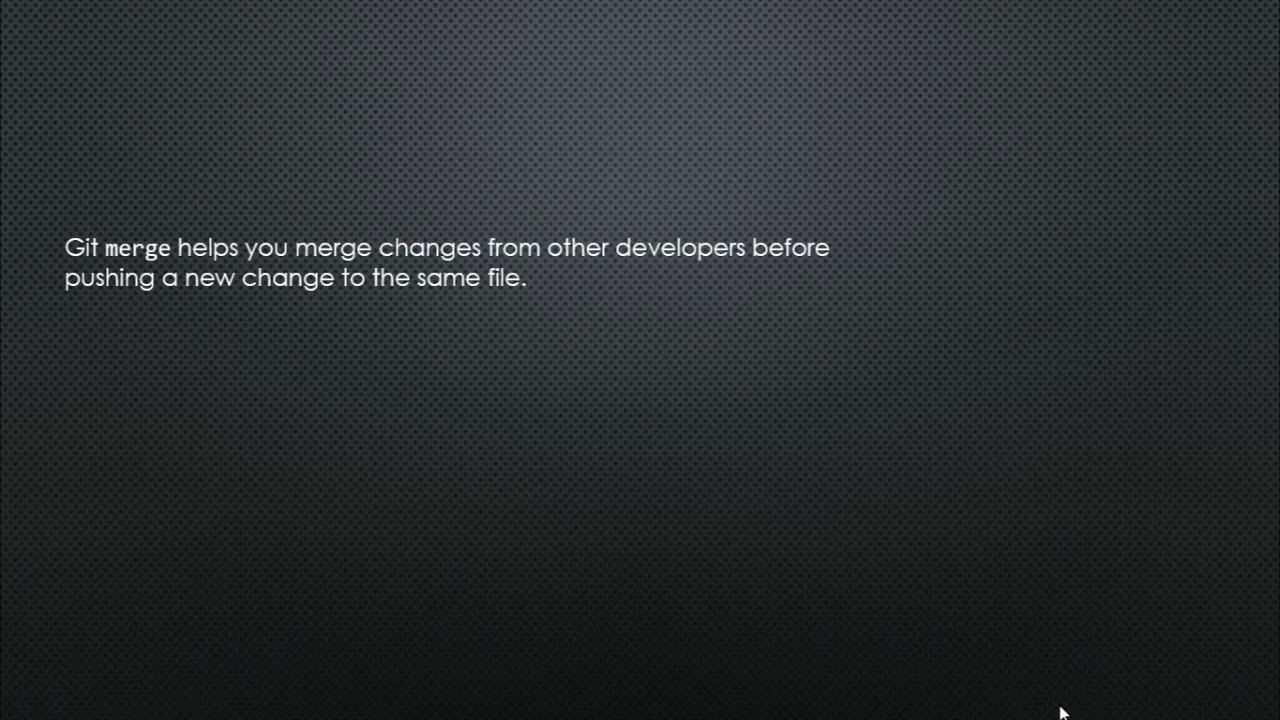 Git merge helps you merge changes from other developers before
pushing a new change to the same file.